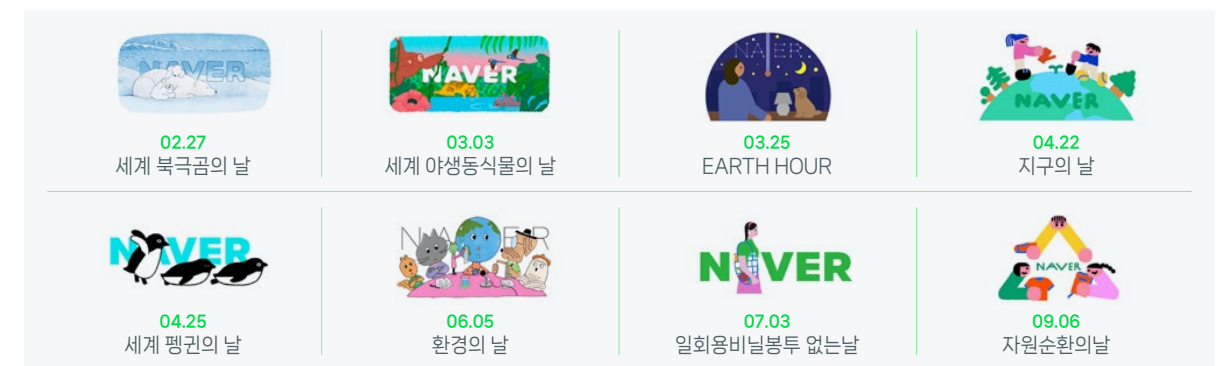 NAVER
02.27
세계 북극곰의 날
NAVER
03.03
세계 야생동식물의 날
NAVER
03.25
EARTH HOUR
NAVER
04.22
지구의 날
NAVER
04.25
세계 펭귄의 날
NAVER
06.05
환경의 날
NAVER
07.03
일회용비닐봉투 없는날
NAVER
09.06
자원순환의날